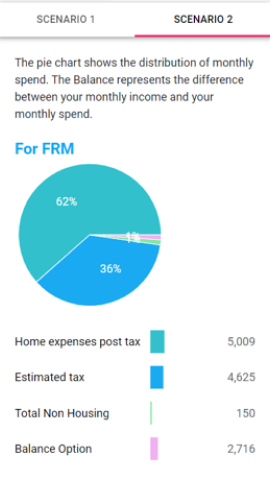 SCENARIO 1
SCENARIO 2
The pie chart shows the distribution of monthly
spend. The Balance represents the difference
between your monthly income and your
monthly spend.
For FRM
62%
36%
Home expenses post tax 5,009
Estimated tax 4,625
Total Non Housing 150
Balance Option 2,716